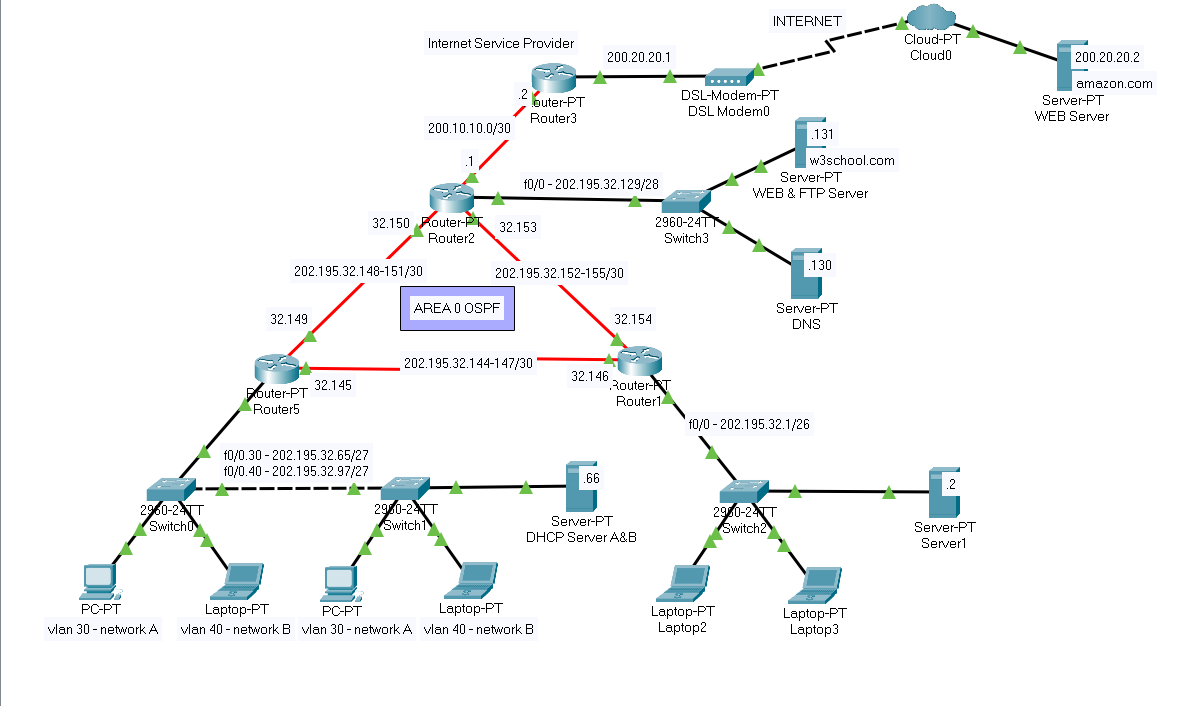 INTERNET
Cloud-PT
Cloud0
200.20.20.2
amazon.com
Server-PT
WEB Server
Internet Service Provider
200.20.20.1
DSL-Modem-PT
DSL Modem0
.2
outer-PT
Router3
200.10.10.0/30
.1
.131
w3school.com
Server-PT
WEB & FTP Server
f0/0 - 202.195.32.129/28
2960-24TT
Switch3
.130
Server-PT
DNS
Router-PT
Router2
32.150
32.153
202.195.32.148-151/30
202.195.32.152-155/30
AREA 0 OSPF
32.149
32.154
202.195.32.144-147/30
32.145
32.146
Router-PT
Router5
Router-PT
Router1
f0/0 - 202.195.32.1/26
f0/0.30 - 202.195.32.65/27
f0/0.40 - 202.195.32.97/27
2960-24TT
Switch0
2960-24TT
Switch1
.66
Server-PT
DHCP Server A&B
2960-24TT
Switch2
.2
Server-PT
Server1
PC-PT
vlan 30 - network A
Laptop-PT
vlan 40 - network B
PC-PT
vlan 30 - network A
Laptop-PT
vlan 40 - network B
Laptop-PT
Laptop2
Laptop-PT
Laptop3